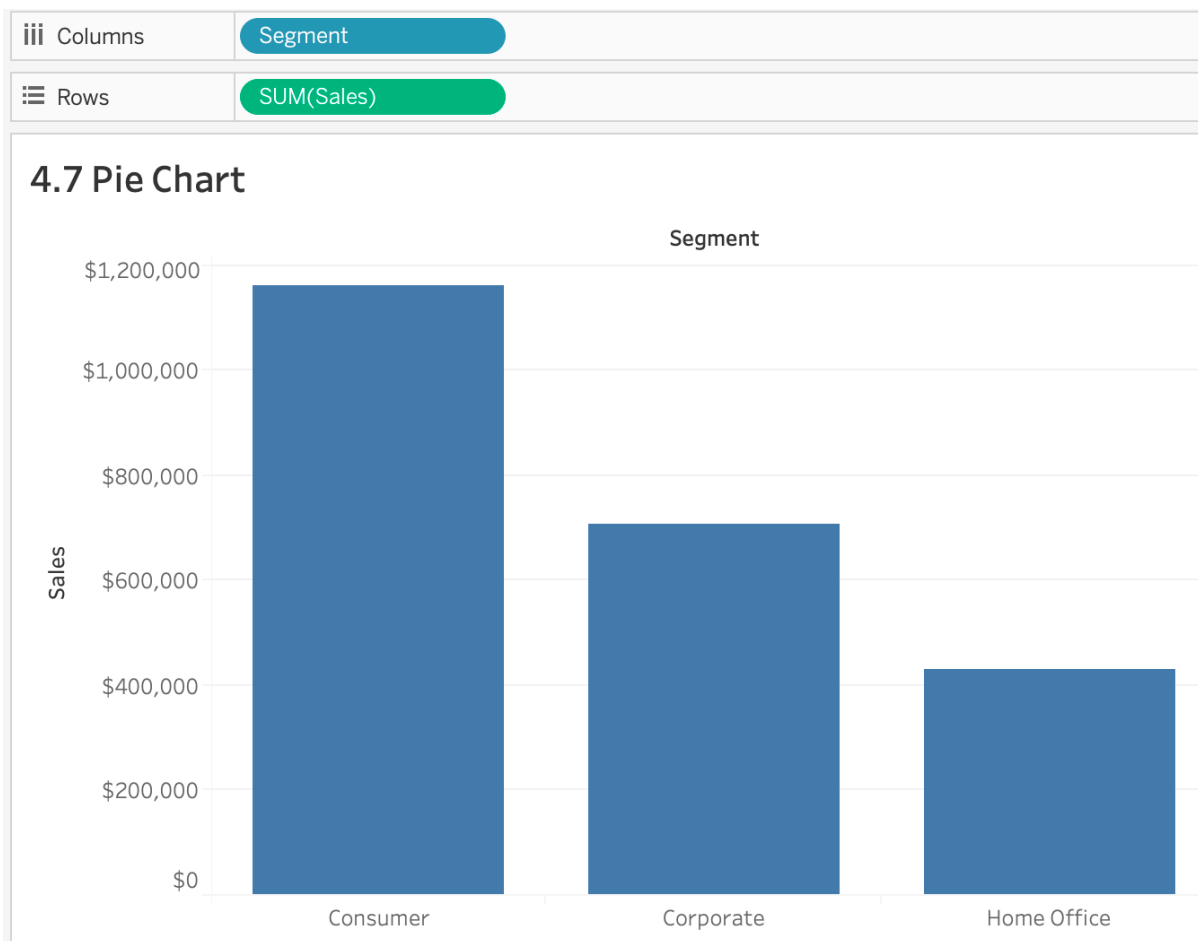 Columns Segment
Rows SUM(Sales)
4.7 Pie Chart
Segment
$1,200,000
$1,000,000
$800,000
$600,000
$400,000
$200,000
$0
Sales
Consumer Corporate Home Office